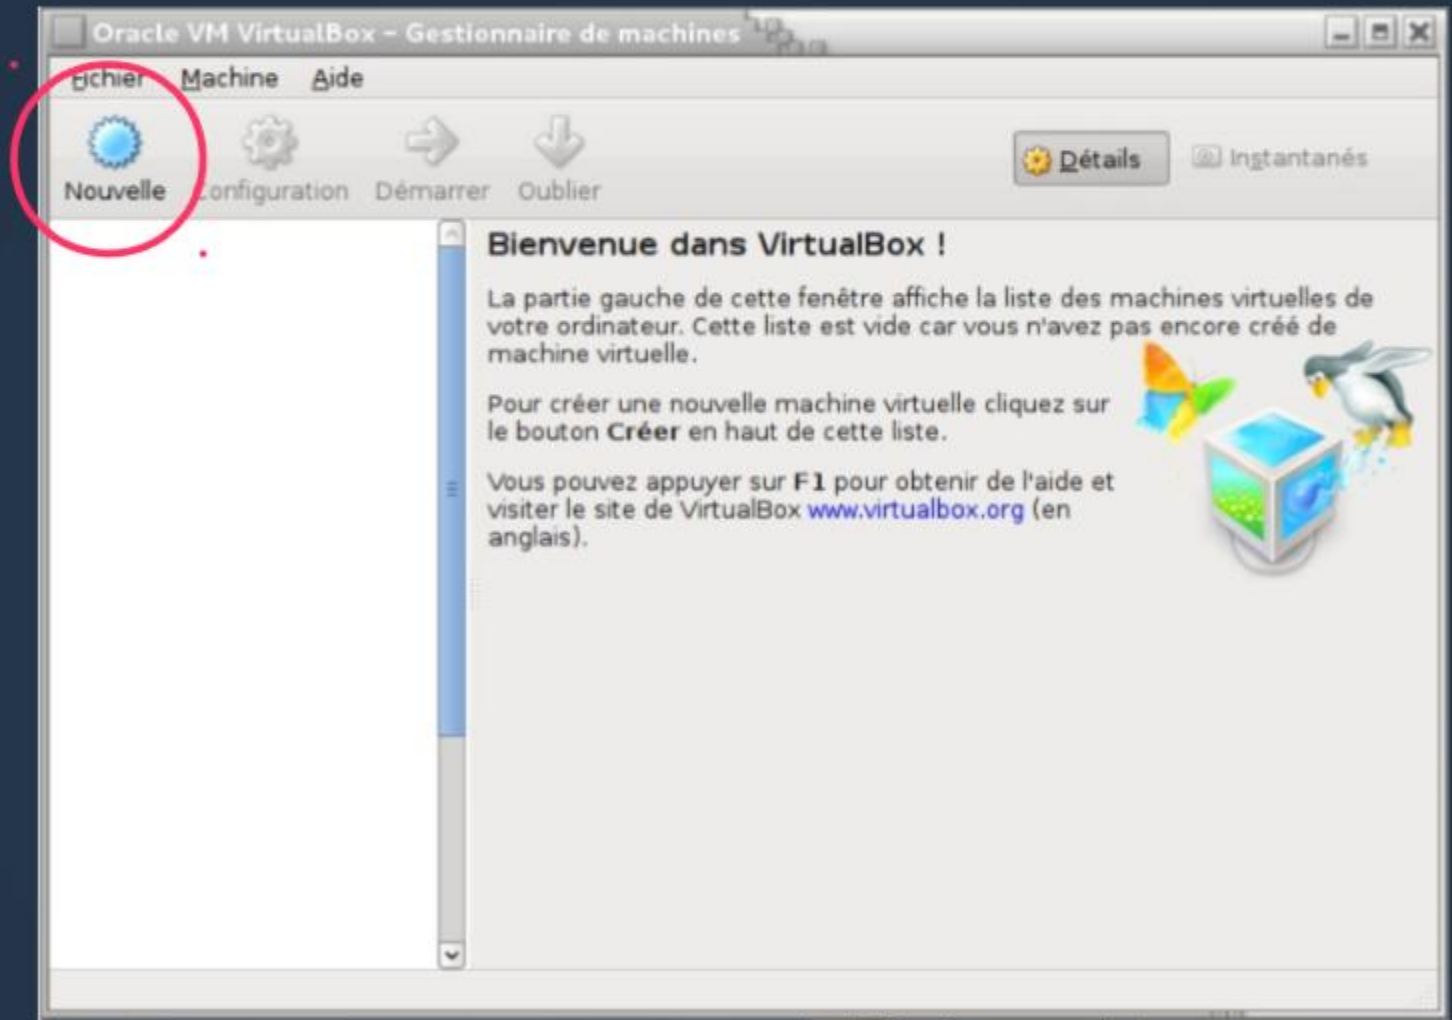 Oracle VM VirtualBox – Gestionnaire de machines
Fichier Machine Aide
Nouvelle Configuration Démarrer Oublier
Détails Instantanés
Bienvenue dans VirtualBox !
La partie gauche de cette fenêtre affiche la liste des machines virtuelles de
votre ordinateur. Cette liste est vide car vous n'avez pas encore créé de
machine virtuelle.
Pour créer une nouvelle machine virtuelle cliquez sur
le bouton Créer en haut de cette liste.
Vous pouvez appuyer sur F1 pour obtenir de l'aide et
visiter le site de VirtualBox www.virtualbox.org (en
anglais).